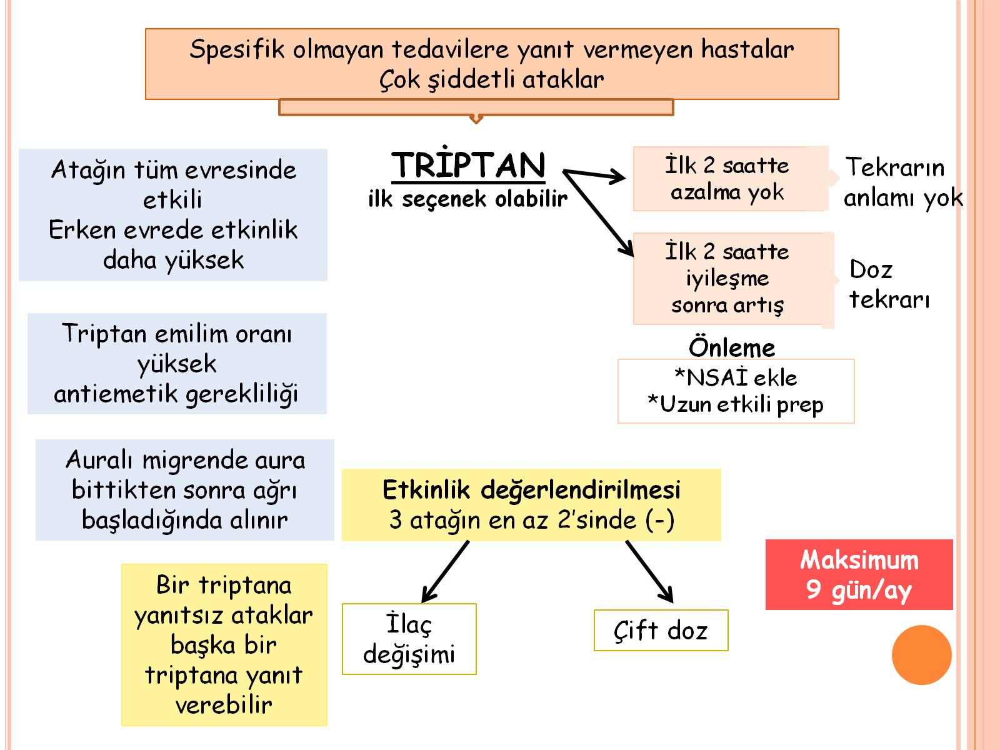 Spesifik olmayan tedavilere yanıt vermeyen hastalar
Çok şiddetli ataklar
Atağın tüm evresinde
etkili
Erken evrede etkinlik
daha yüksek
TRİPTAN
ilk seçenek olabilir
İlk 2 saatte
azalma yok
Tekrarın
anlamı yok
İlk 2 saatte
iyileşme
sonra artış
Doz
tekrarı
Önleme
*NSAİ ekle
*Uzun etkili prep
Triptan emilim oranı
yüksek
antiemetik gerekliliği
Auralı migrende aura
bittikten sonra ağrı
başladığında alınır
Etkinlik değerlendirilmesi
3 atağın en az 2’sinde (-)
İlaç
değişimi
Çift doz
Maksimum
9 gün/ay
Bir triptana
yanıtsız ataklar
başka bir
triptana yanıt
verebilir